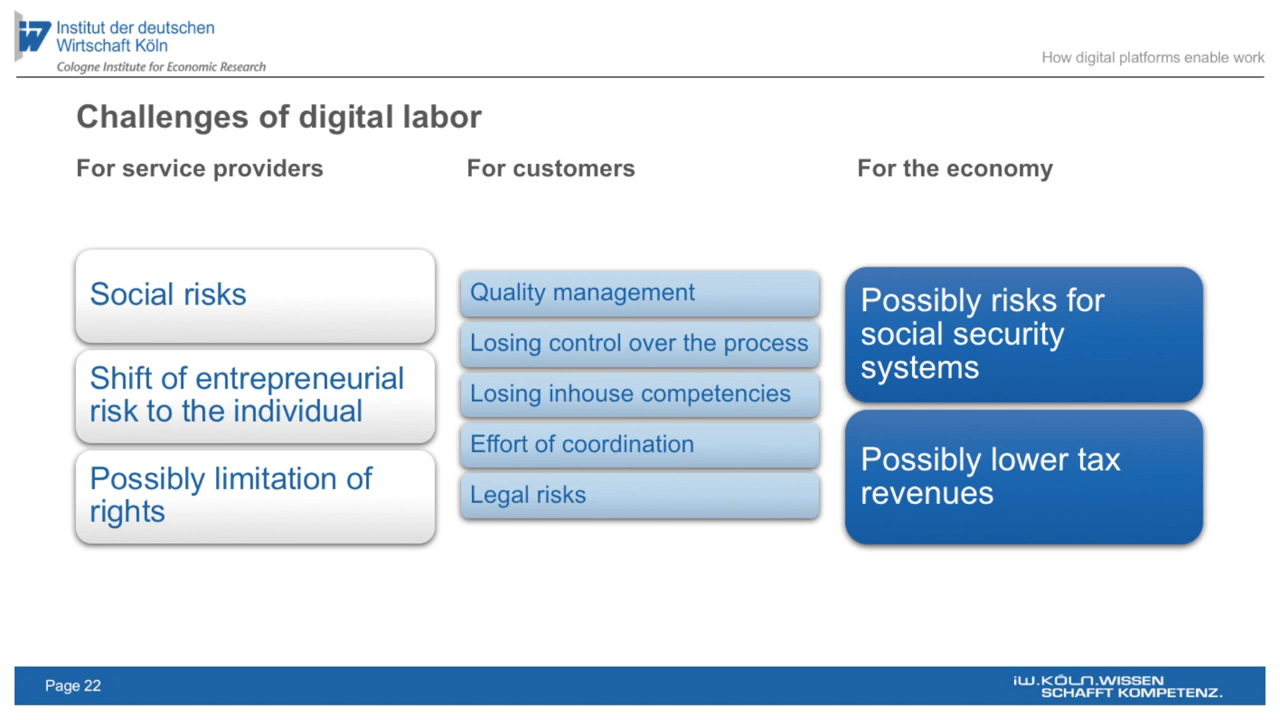 Institut der deutschen
Wirtschaft Köln
Cologne Institute for Economic Research
How digital platforms enable work
Challenges of digital labor
For service providers
Social risks
Shift of entrepreneurial
risk to the individual
Possibly limitation of
rights
For customers
Quality management
Losing control over the process
Losing inhouse competencies
Effort of coordination
Legal risks
For the economy
Possibly risks for
social security
systems
Possibly lower tax
revenues
Page 22
iW.KÖLN.WISSEN
SCHAFFT KOMPETENZ.